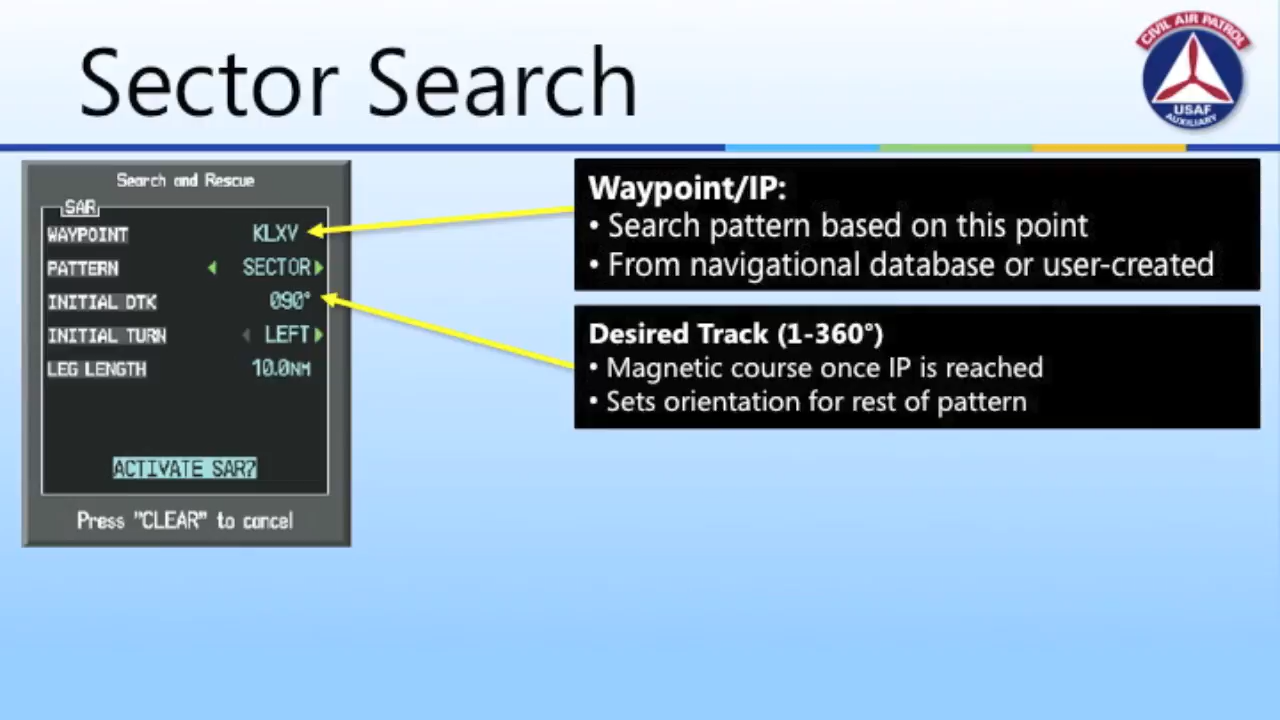 Sector Search
CIVIL AIR PATROL
USAF
AUXILIARY
Search and Rescue
SAR
WAYPOINT KLXV
PATTERN SECTOR
INITIAL DTK 090°
INITIAL TURN LEFT
LEG LENGTH 10.0NM
ACTIVATE SAR?
Press "CLEAR" to cancel
Waypoint/IP:
• Search pattern based on this point
• From navigational database or user-created
Desired Track (1-360°)
• Magnetic course once IP is reached
• Sets orientation for rest of pattern